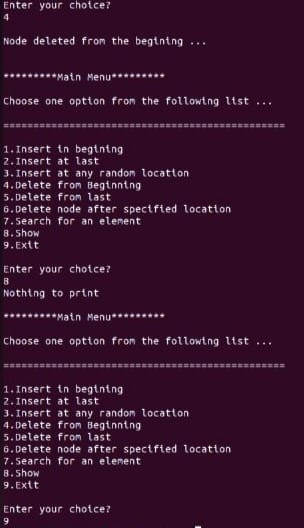 Enter your choice?
4
Node deleted from the begining ...
*********Main Menu*********
Choose one option from the following list ...
===============================================
1.Insert in begining
2.Insert at last
3.Insert at any random location
4.Delete from Beginning
5.Delete from last
6.Delete node after specified location
7.Search for an element
8.Show
9.Exit
Enter your choice?
8
Nothing to print
*********Main Menu*********
Choose one option from the following list ...
===============================================
1.Insert in begining
2.Insert at last
3.Insert at any random location
4.Delete from Beginning
5.Delete from last
6.Delete node after specified location
7.Search for an element
8.Show
9.Exit
Enter your choice?
9